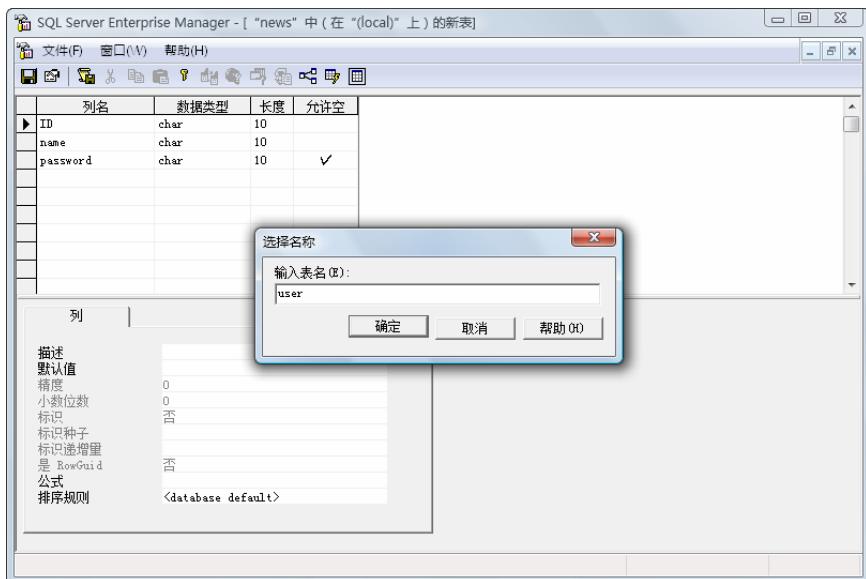 SQL Server Enterprise Manager - [ “news” 中 ( 在 “(local)” 上 ) 的新表]
文件(F) 窗口(W) 帮助(H)
列名 数据类型 长度 允许空
ID char 10
name char 10
password char 10
选择名称
输入表名(E):
user
确定 取消 帮助(H)
列
描述
默认值
精度 0
小数位数 0
标识 否
标识种子
标识递增量
是 RowGuid 否
公式
排序规则 <database default>